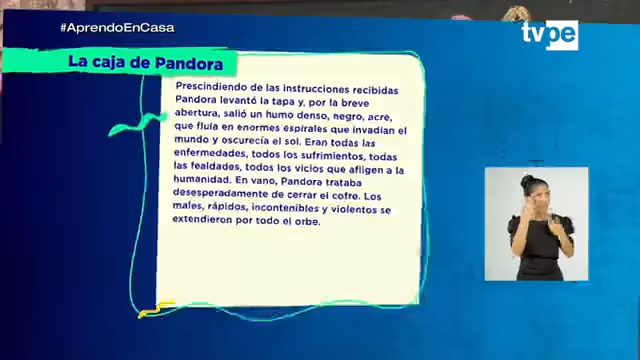 #AprendoEnCasa
tvpe
La caja de Pandora
Prescindiendo de las instrucciones recibidas
Pandora levantó la tapa y, por la breve
abertura, salió un humo denso, negro, acre,
que fluía en enormes espirales que invadían el
mundo y oscurecía el sol. Eran todas las
enfermedades, todos los sufrimientos, todas
las fealdades, todos los vicios que afligen a la
humanidad. En vano, Pandora trataba
desesperadamente de cerrar el cofre. Los
males, rápidos, incontenibles y violentos se
extendieron por todo el orbe.